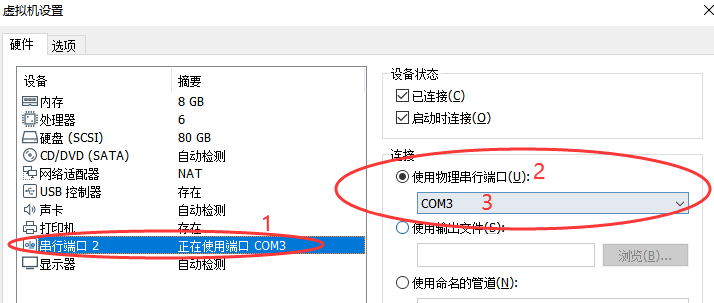 虚拟机设置
硬件 选项
设备 摘要
内存 8 GB
处理器 6
硬盘 (SCSI) 80 GB
CD/DVD (SATA) 自动检测
网络适配器 NAT
USB 控制器 存在
声卡 自动检测
打印机 存在
串行端口 2 正在使用端口 COM3
显示器 自动检测
1
设备状态
已连接(C)
启动时连接(O)
连接
使用物理串行端口(U): 2
COM3 3
使用输出文件(S):
浏览(B)...
使用命名的管道(N):